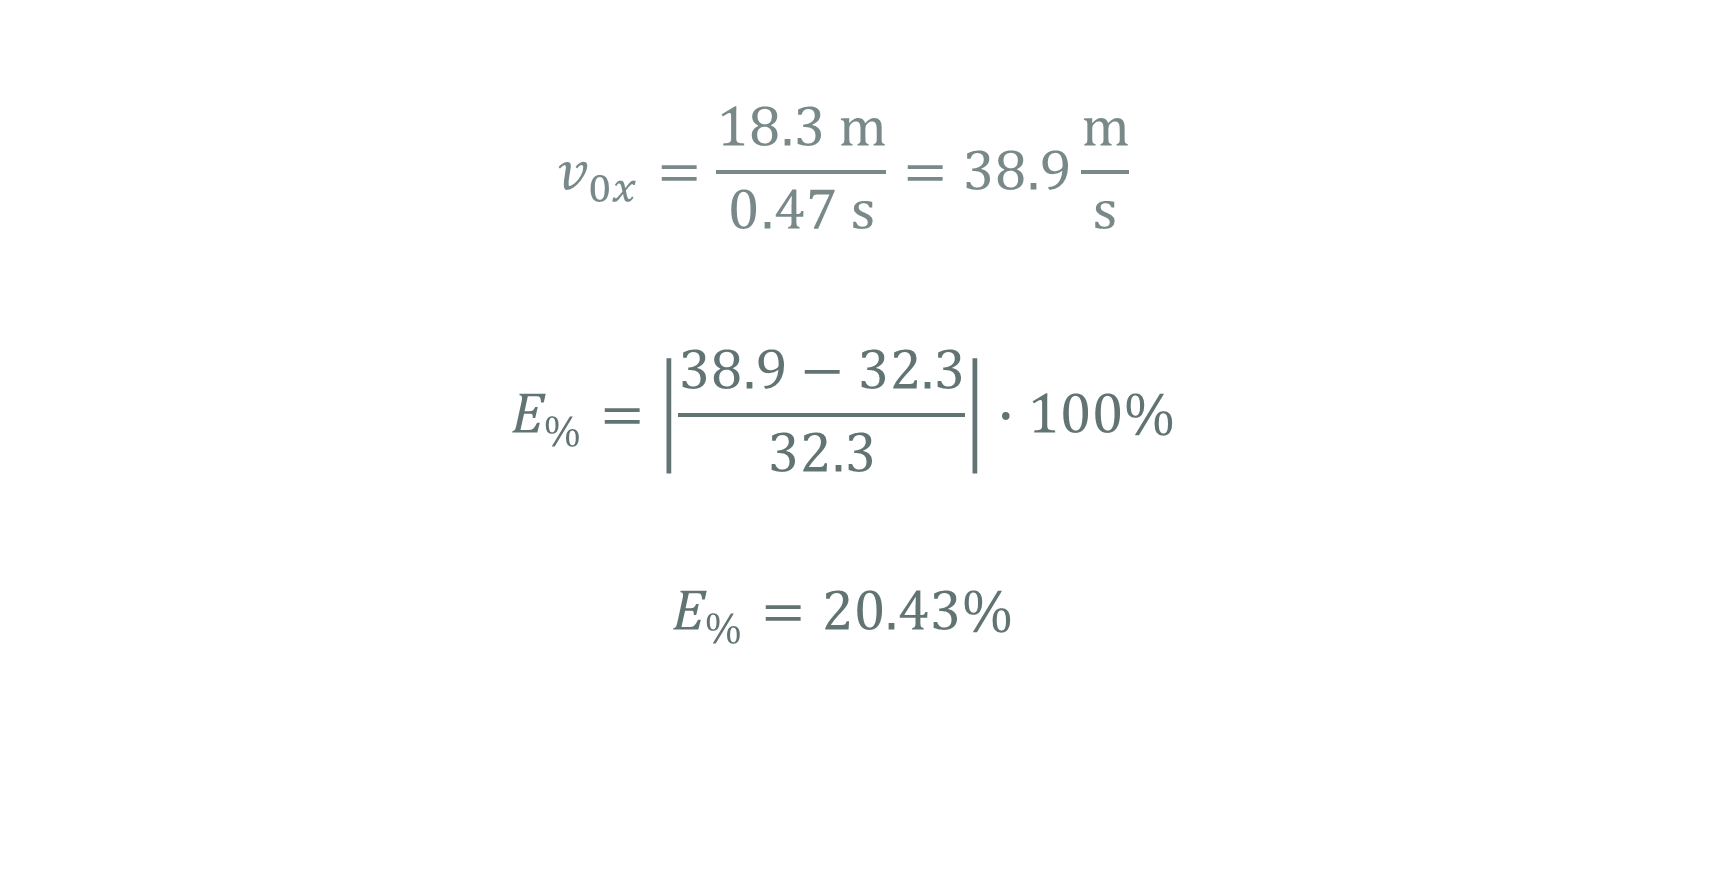 v₀ₓ = 18.3 m / 0.47 s = 38.9 m/s
E% = |38.9 − 32.3 / 32.3| · 100%
E% = 20.43%